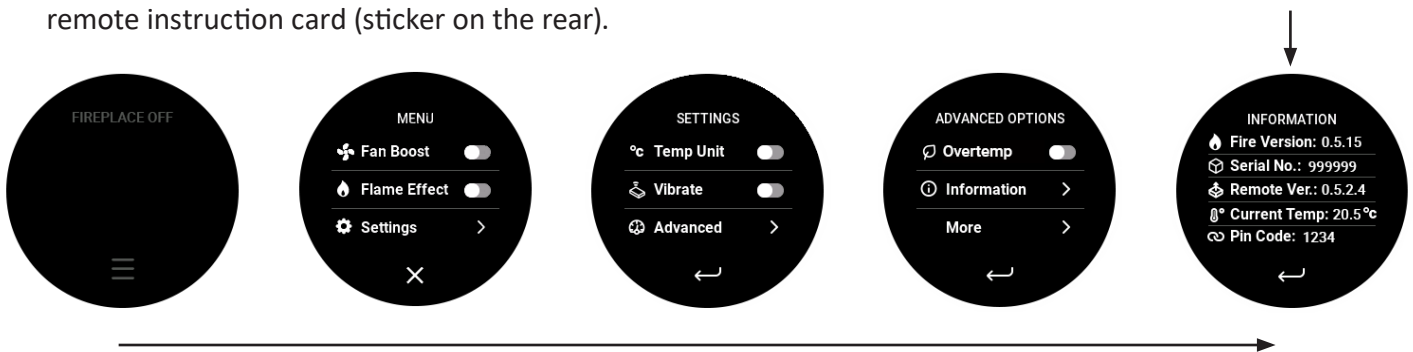 remote instruction card (sticker on the rear).
FIREPLACE OFF
MENU
Fan Boost
Flame Effect
Settings
SETTINGS
°c Temp Unit
Vibrate
Advanced
ADVANCED OPTIONS
Overtemp
Information
More
INFORMATION
Fire Version: 0.5.15
Serial No.: 999999
Remote Ver.: 0.5.2.4
Current Temp: 20.5°c
Pin Code: 1234